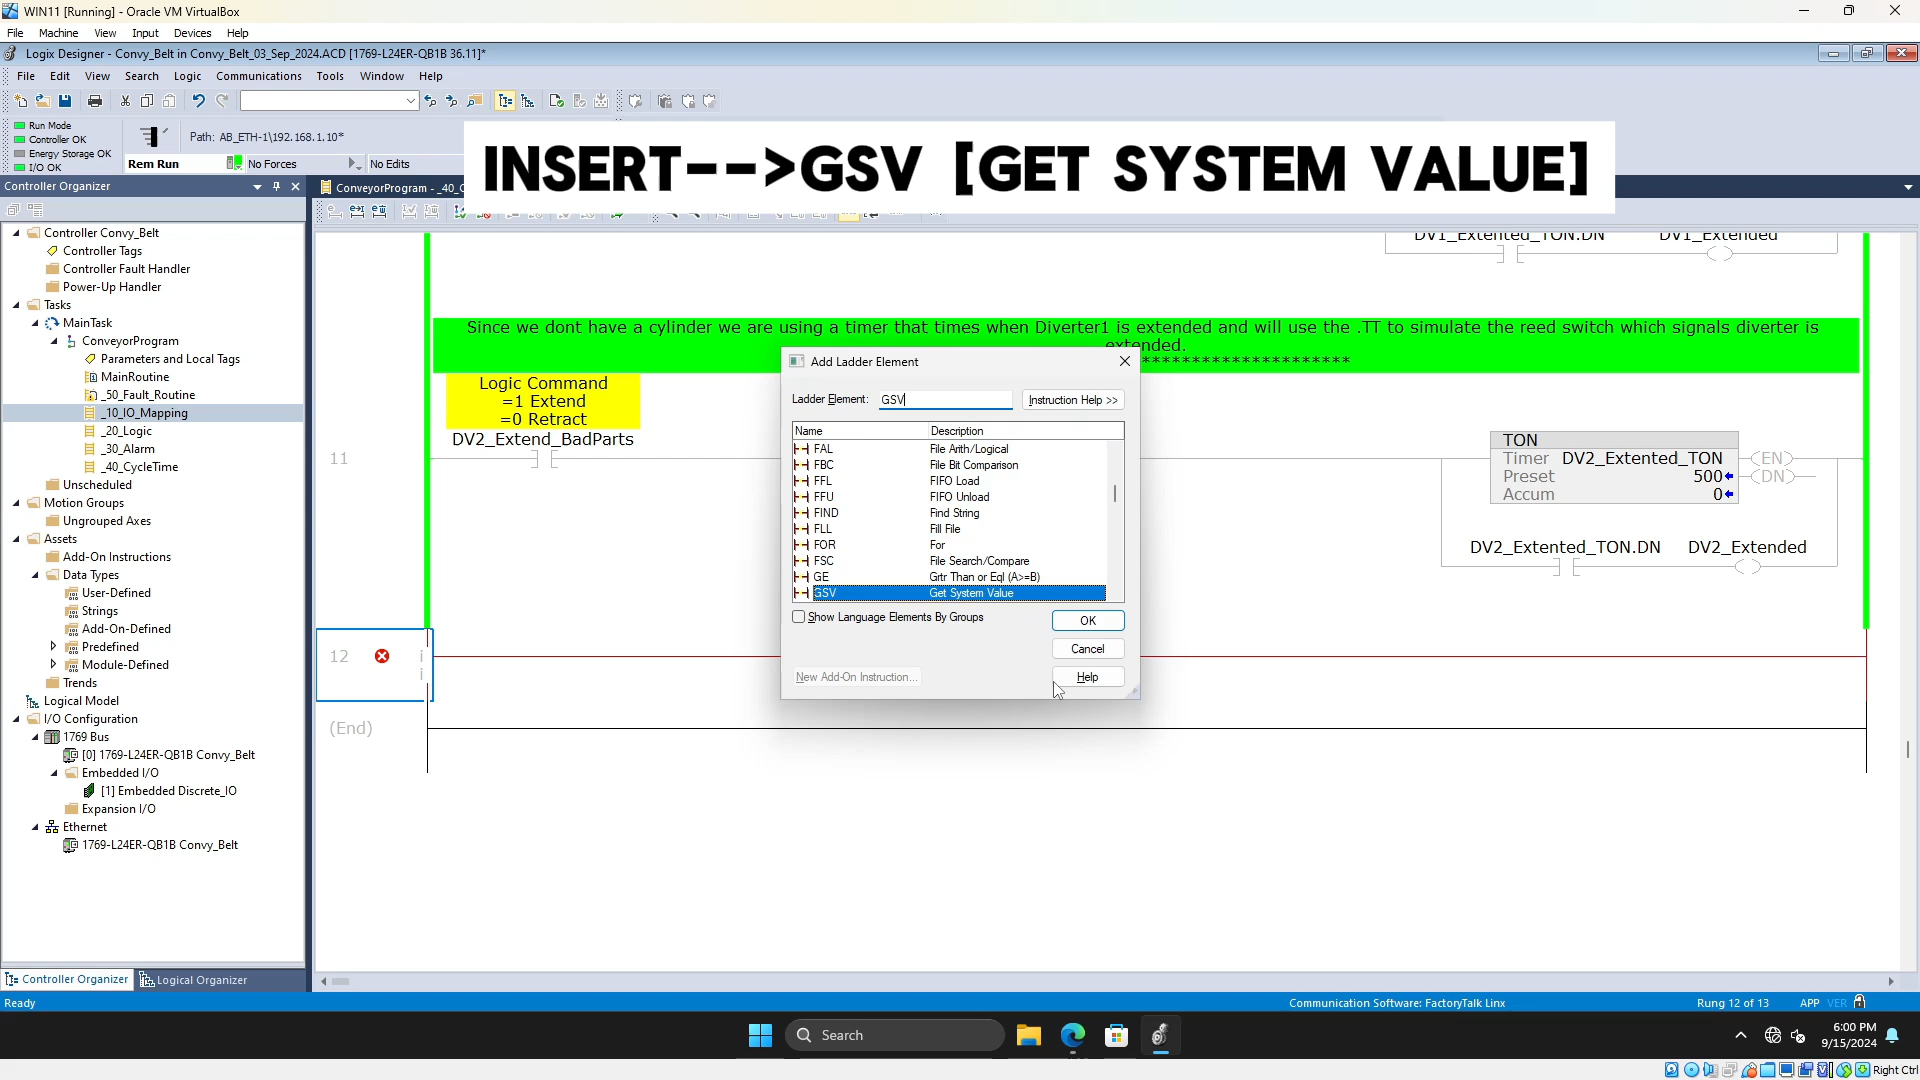 WIN11 [Running] - Oracle VM VirtualBox
File Machine View Input Devices Help
Logix Designer - Convy_Belt in Convy_Belt_03_Sep_2024.ACD [1769-L24ER-QB1B 36.11]*
File Edit View Search Logic Communications Tools Window Help
Run Mode
Controller OK
Energy Storage OK
I/O OK
Path: AB_ETH-1\192.168.1.10*
Rem Run
No Forces
No Edits
INSERT-->GSV [GET SYSTEM VALUE]
Controller Organizer
ConveyorProgram - _40_C
Controller Convy_Belt
Controller Tags
Controller Fault Handler
Power-Up Handler
Tasks
MainTask
ConveyorProgram
Parameters and Local Tags
MainRoutine
_50_Fault_Routine
_10_IO_Mapping
_20_Logic
_30_Alarm
_40_CycleTime
Unscheduled
Motion Groups
Ungrouped Axes
Assets
Add-On Instructions
Data Types
User-Defined
Strings
Add-On-Defined
Predefined
Module-Defined
Trends
Logical Model
I/O Configuration
1769 Bus
[0] 1769-L24ER-QB1B Convy_Belt
Embedded I/O
[1] Embedded Discrete_IO
Expansion I/O
Ethernet
1769-L24ER-QB1B Convy_Belt
Controller Organizer
Logical Organizer
DV1_Extented_TON.DN DV1_Extended
Since we dont have a cylinder we are using a timer that times when Diverter1 is extended and will use the .TT to simulate the reed switch which signals diverter is
extended.
**********************
Logic Command
=1 Extend
=0 Retract
DV2_Extend_BadParts
11
TON
Timer DV2_Extented_TON
Preset 500
Accum 0
EN
DN
DV2_Extented_TON.DN DV2_Extended
12
(End)
Add Ladder Element
Ladder Element: GSV
Instruction Help >>
Name Description
FAL File Arith/Logical
FBC File Bit Comparison
FFL FIFO Load
FFU FIFO Unload
FIND Find String
FLL Fill File
FOR For
FSC File Search/Compare
GE Grtr Than or Eql (A>=B)
GSV Get System Value
Show Language Elements By Groups
OK
Cancel
New Add-On Instruction...
Help
Ready
Communication Software: FactoryTalk Linx
Rung 12 of 13
APP VER
Search
6:00 PM
9/15/2024
Right Ctrl